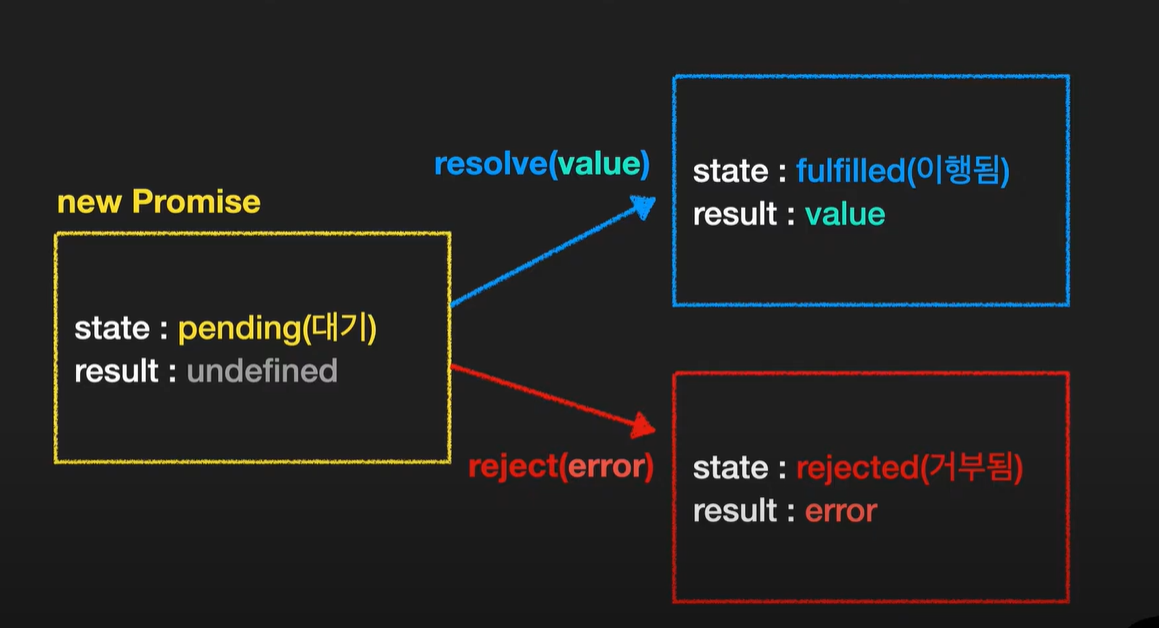 new Promise
state : pending(대기)
result : undefined
resolve(value)
state : fulfilled(이행됨)
result : value
reject(error)
state : rejected(거부됨)
result : error